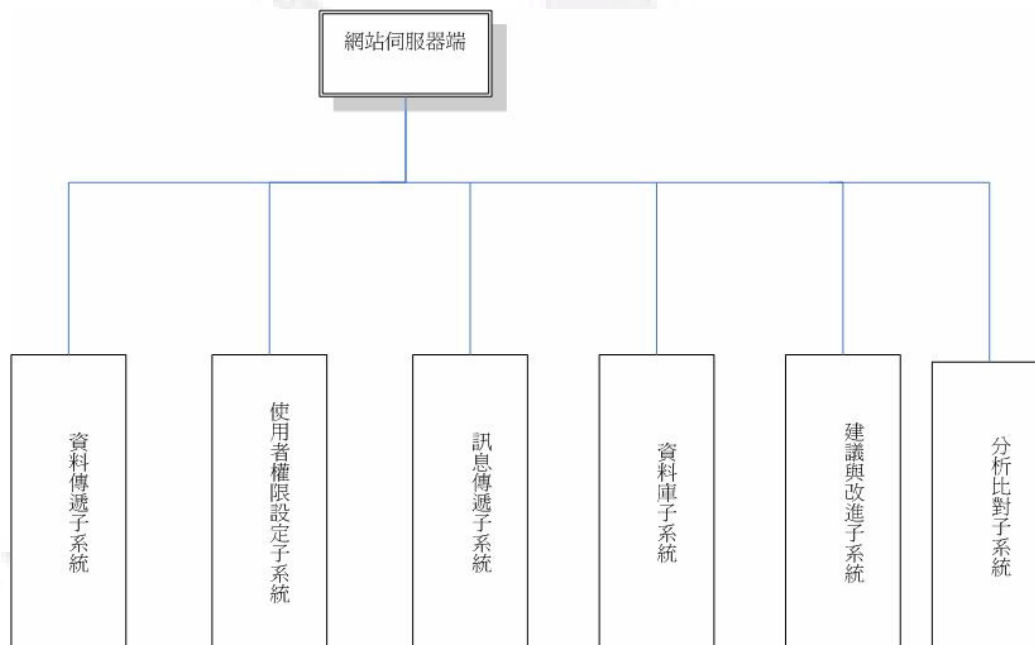 網站伺服器端
資料傳遞子系統
使用者權限設定子系統
訊息傳遞子系統
資料庫子系統
建議與改進子系統
分析比對子系統